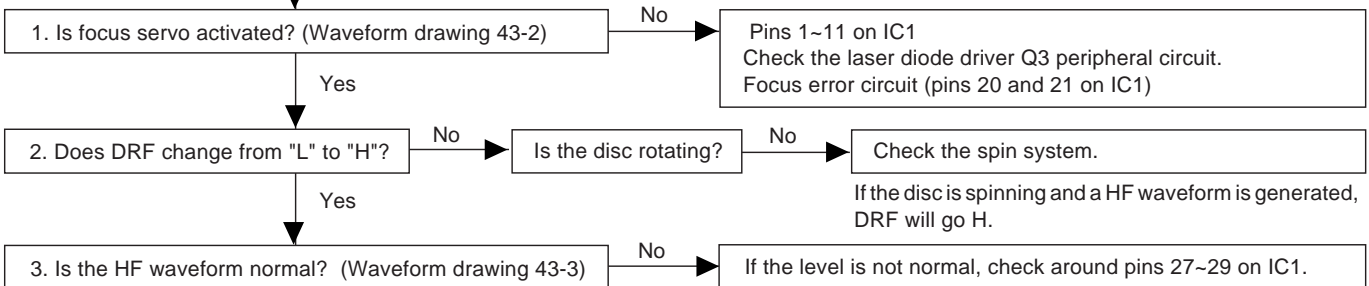 1. Is focus servo activated? (Waveform drawing 43-2)
No
Pins 1~11 on IC1
Check the laser diode driver Q3 peripheral circuit.
Focus error circuit (pins 20 and 21 on IC1)
Yes
2. Does DRF change from "L" to "H"?
No
Is the disc rotating?
No
Check the spin system.
If the disc is spinning and a HF waveform is generated,
DRF will go H.
Yes
3. Is the HF waveform normal? (Waveform drawing 43-3)
No
If the level is not normal, check around pins 27~29 on IC1.